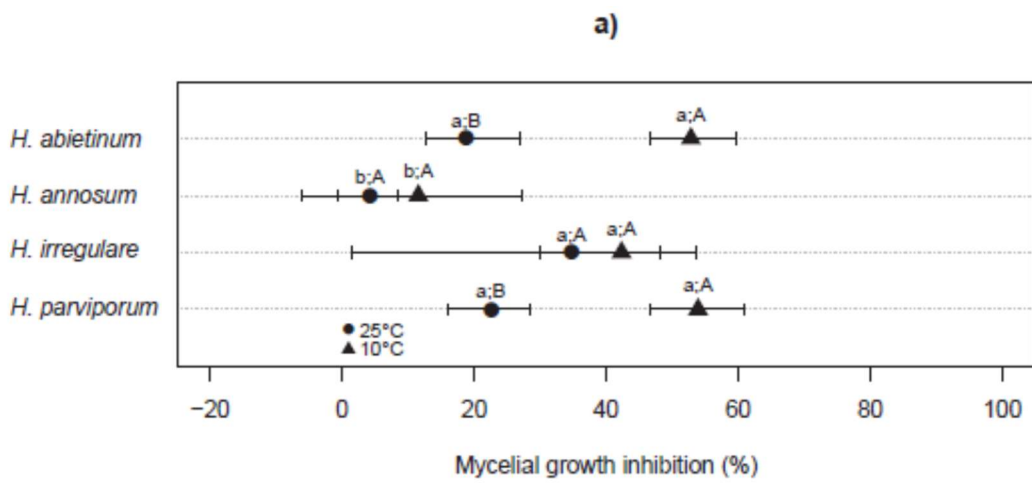 a)
a;B
a;A
H. abietinum
b;A
b;A
H. annosum
a;A
a;A
H. irregulare
a;B
a;A
H. parviporum
25°C
10°C
−20 0 20 40 60 80 100
Mycelial growth inhibition (%)